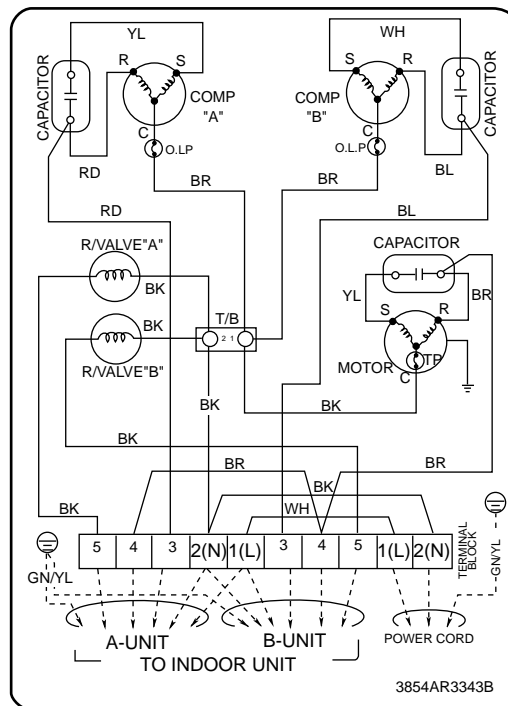 YL
WH
R
S
S
R
CAPACITOR
COMP
"A"
COMP
"B"
CAPACITOR
C
O.LP
C
O.L.P
RD
BL
BR
BR
RD
BL
R/VALVE"A"
CAPACITOR
BK
T/B
YL
BR
BK
2 1
S
R
R/VALVE"B"
MOTOR
TP
C
BK
BK
BK
BR
BR
BK
BK
WH
5 4 3 2(N) 1(L) 3 4 5 1(L) 2(N)
TERMINAL
BLOCK
GN/YL
GN/YL
A-UNIT
B-UNIT
POWER CORD
TO INDOOR UNIT
3854AR3343B